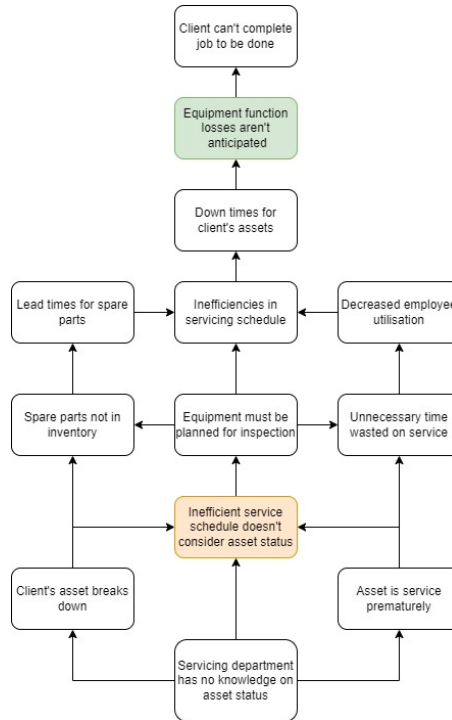 Client can't complete
job to be done
Equipment function
losses aren't
anticipated
Down times for
client's assets
Lead times for spare
parts
Inefficiencies in
servicing schedule
Decreased employee
utilisation
Spare parts not in
inventory
Equipment must be
planned for inspection
Unnecessary time
wasted on service
Inefficient service
schedule doesn't
consider asset status
Client's asset breaks
down
Asset is service
prematurely
Servicing department
has no knowledge on
asset status